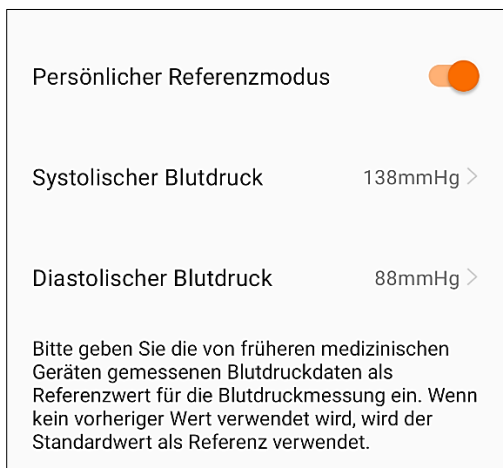 Persönlicher Referenzmodus
Systolischer Blutdruck 138mmHg >
Diastolischer Blutdruck 88mmHg >
Bitte geben Sie die von früheren medizinischen
Geräten gemessenen Blutdruckdaten als
Referenzwert für die Blutdruckmessung ein. Wenn
kein vorheriger Wert verwendet wird, wird der
Standardwert als Referenz verwendet.